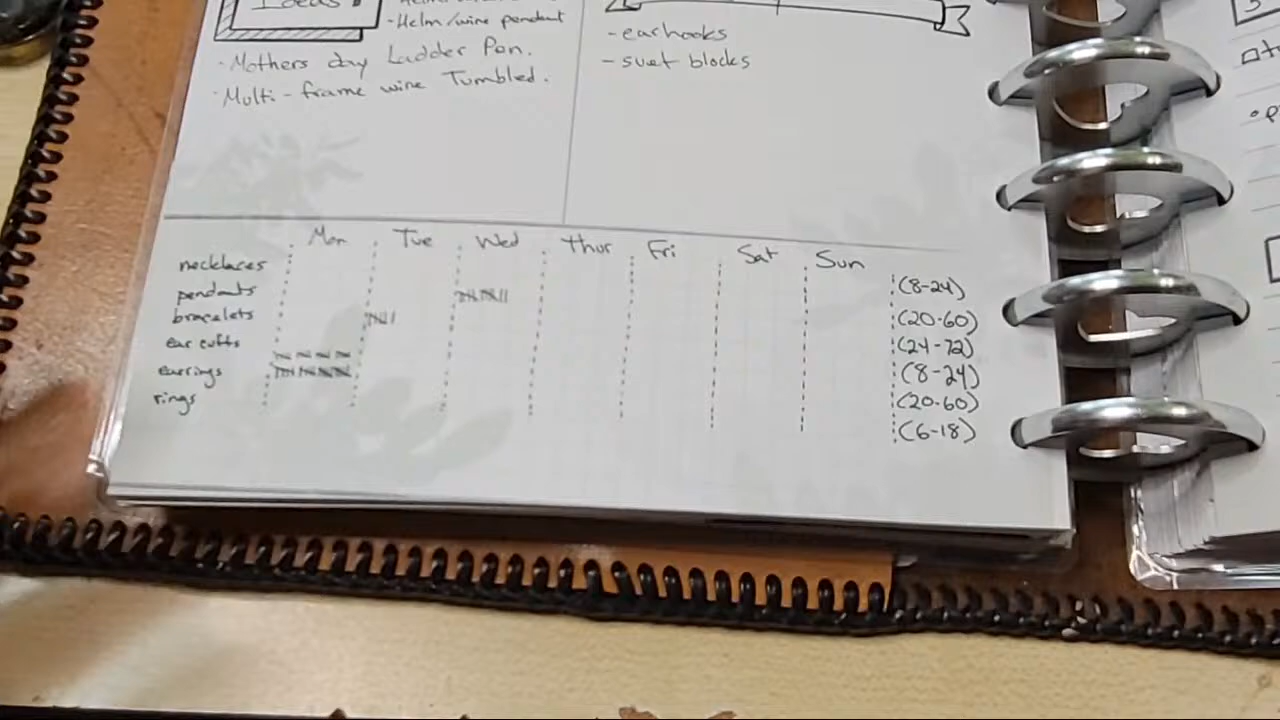 Ideas!
- Helm/wire pendant
- Mothers day Ladder Pen.
- Multi-frame wire Tumbled.
- earhooks
- suet blocks
Mon Tue Wed Thur Fri Sat Sun
necklaces (8-24)
pendants (20-60)
bracelets (24-72)
ear cuffs (8-24)
earrings (20-60)
rings (6-18)